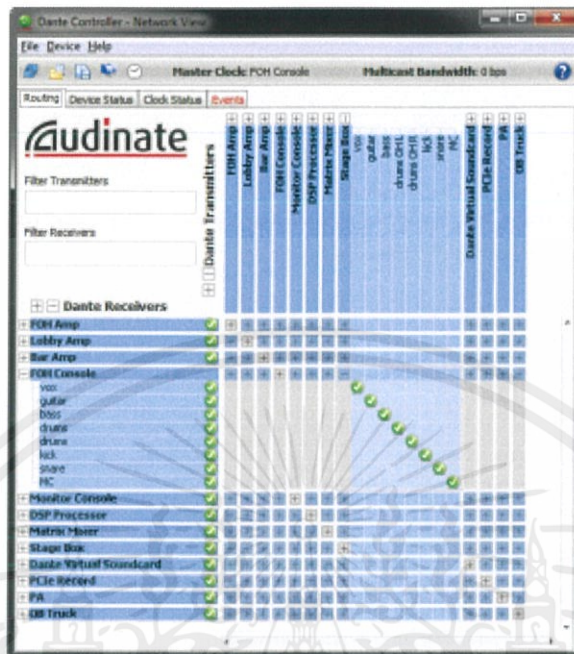 Dante Controller - Network View
File Device Help
Master Clock: FOH Console
Multicast Bandwidth: 0 bps
Routing
Device Status
Clock Status
Events
Audinate
Filter Transmitters
Filter Receivers
Dante Transmitters
FOH Amp
Lobby Amp
Bar Amp
FOH Console
Monitor Console
DSP Processor
Matrix Mixer
Stage Box
vox
guitar
bass
drums OH L
drums OH R
kick
snare
MC
Dante Virtual Soundcard
PCIe Record
PA
OB Truck
Dante Receivers
FOH Amp
Lobby Amp
Bar Amp
FOH Console
vox
guitar
bass
drums
drums
kick
snare
MC
Monitor Console
DSP Processor
Matrix Mixer
Stage Box
Dante Virtual Soundcard
PCIe Record
PA
OB Truck